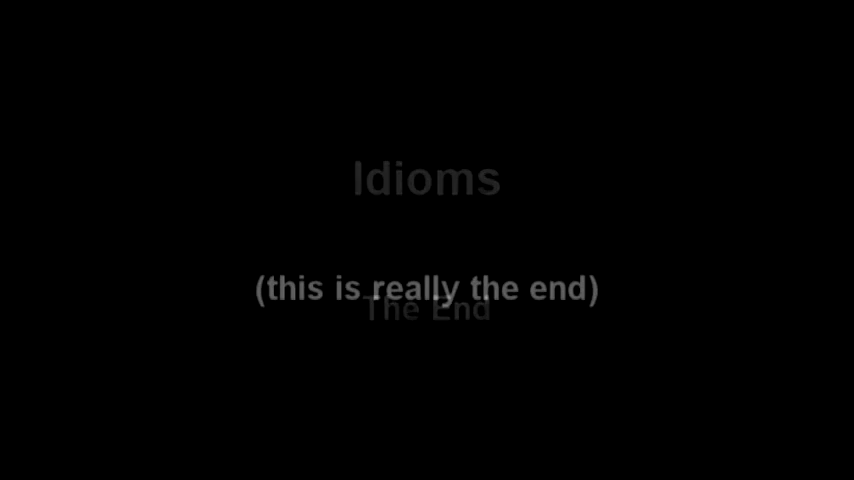 Idioms
(this is really the end)
The End